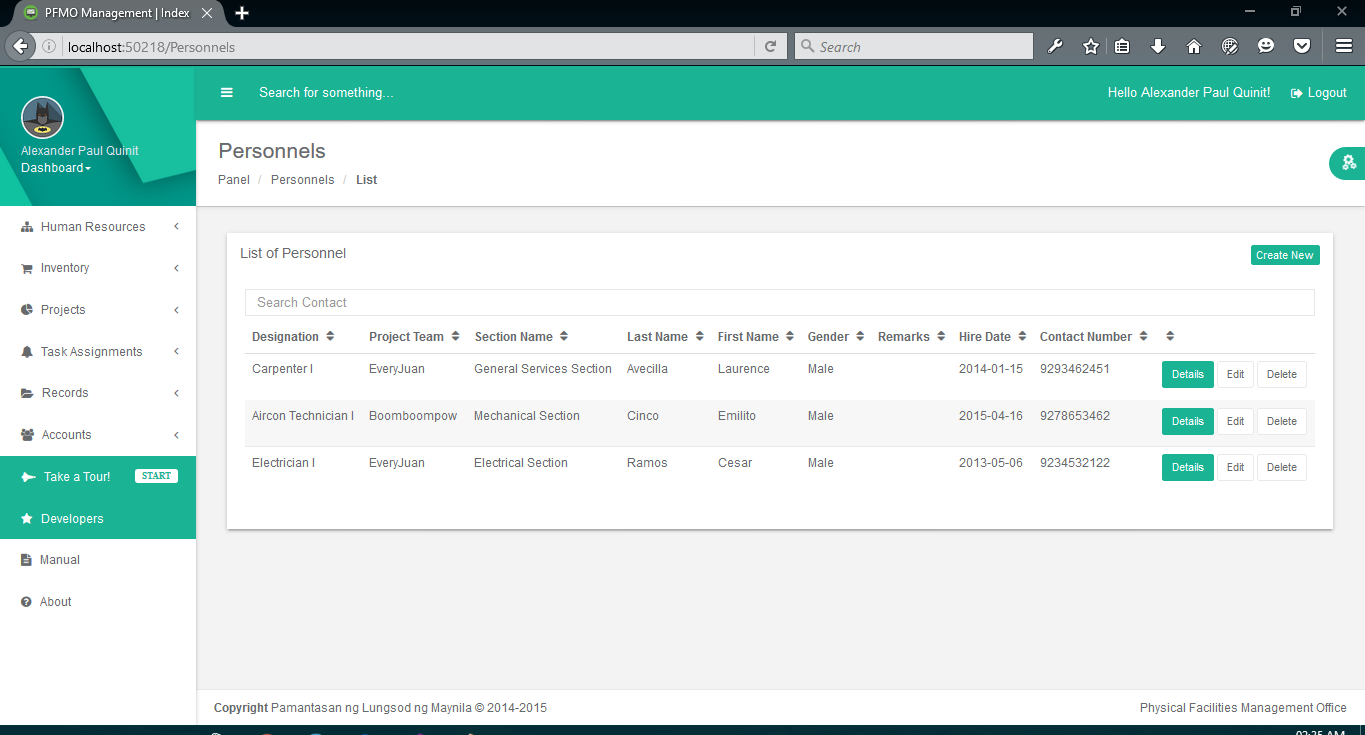 PFMO Management | Index
localhost:50218/Personnels
Search
Search for something...
Hello Alexander Paul Quinit!
Logout
Alexander Paul Quinit
Dashboard
Human Resources
Inventory
Projects
Task Assignments
Records
Accounts
Take a Tour! START
Developers
Manual
About
Personnels
Panel / Personnels / List
List of Personnel
Create New
Search Contact
Designation Project Team Section Name Last Name First Name Gender Remarks Hire Date Contact Number
Carpenter I EveryJuan General Services Section Avecilla Laurence Male 2014-01-15 9293462451 Details Edit Delete
Aircon Technician I Boomboompow Mechanical Section Cinco Emilito Male 2015-04-16 9278653462 Details Edit Delete
Electrician I EveryJuan Electrical Section Ramos Cesar Male 2013-05-06 9234532122 Details Edit Delete
Copyright Pamantasan ng Lungsod ng Maynila © 2014-2015
Physical Facilities Management Office